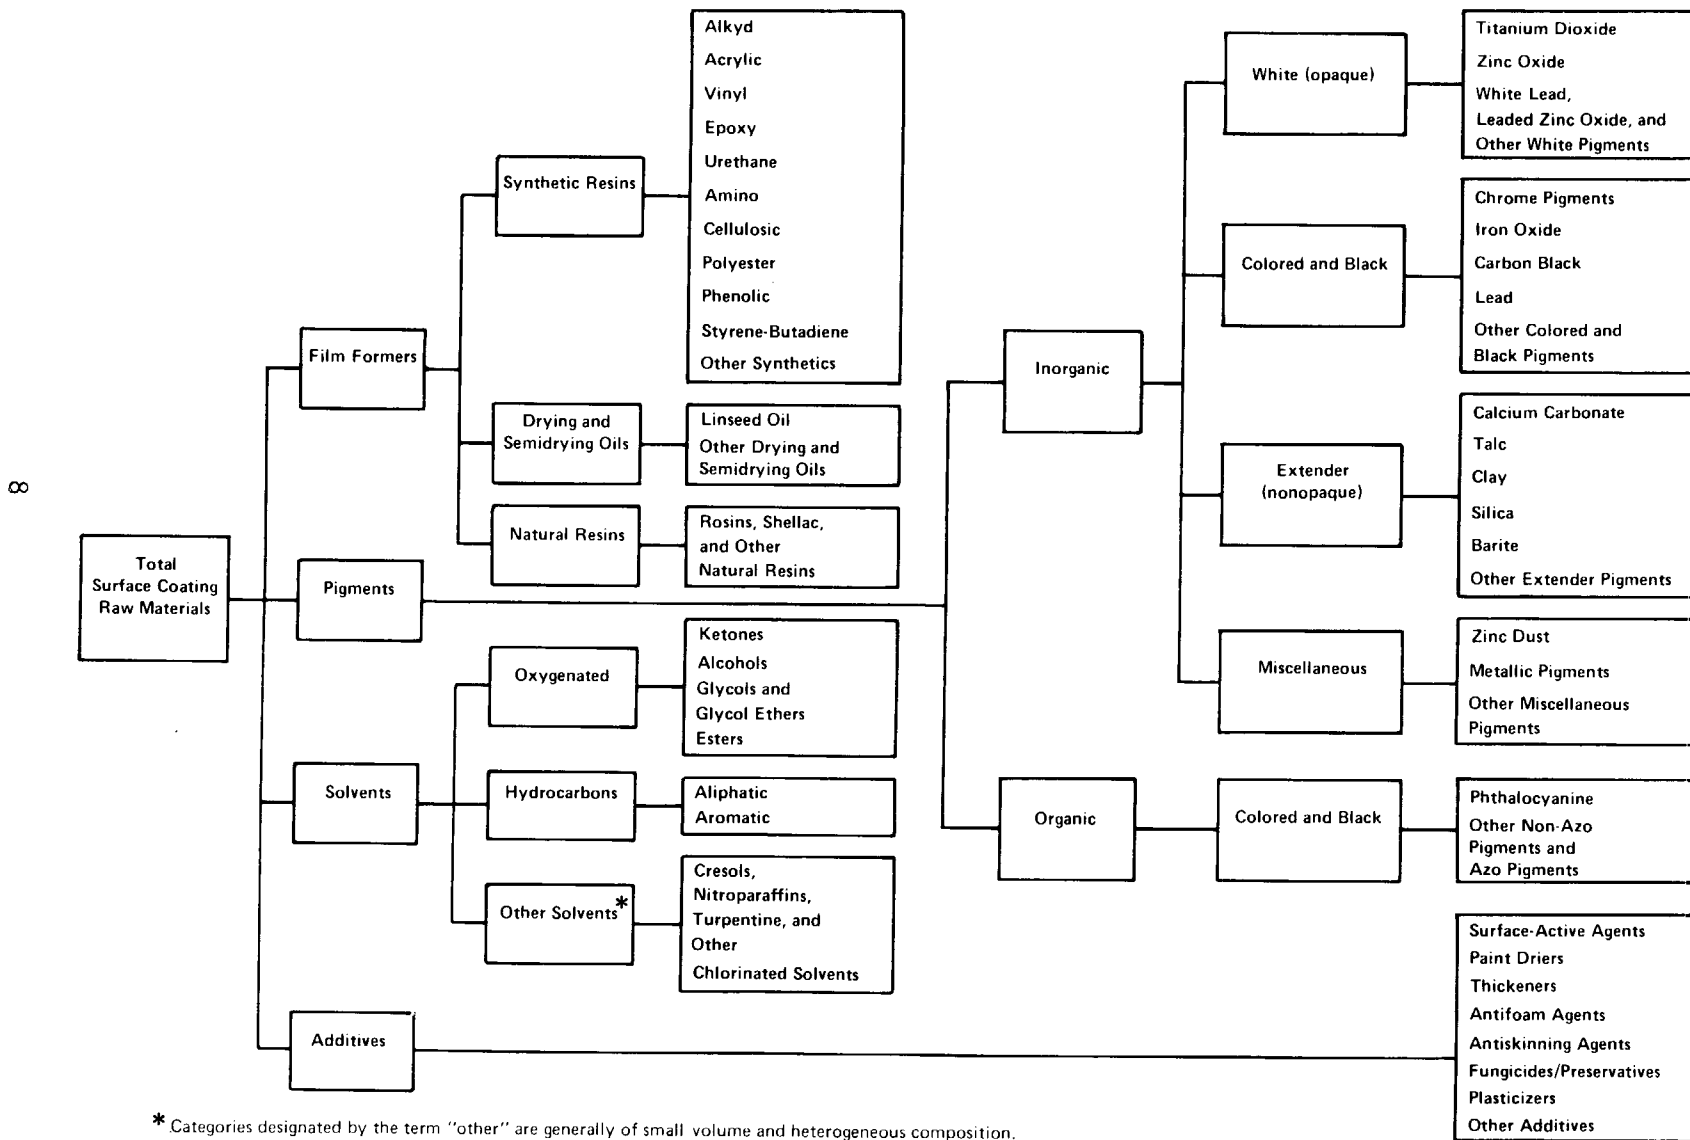 8
Total
Surface Coating
Raw Materials
Film Formers
Pigments
Solvents
Additives
Synthetic Resins
Drying and
Semidrying Oils
Natural Resins
Oxygenated
Hydrocarbons
Other Solvents*
Alkyd
Acrylic
Vinyl
Epoxy
Urethane
Amino
Cellulosic
Polyester
Phenolic
Styrene-Butadiene
Other Synthetics
Linseed Oil
Other Drying and
Semidrying Oils
Rosins, Shellac,
and Other
Natural Resins
Ketones
Alcohols
Glycols and
Glycol Ethers
Esters
Aliphatic
Aromatic
Cresols,
Nitroparaffins,
Turpentine, and
Other
Chlorinated Solvents
Inorganic
Organic
White (opaque)
Colored and Black
Extender
(nonopaque)
Miscellaneous
Colored and Black
Titanium Dioxide
Zinc Oxide
White Lead,
Leaded Zinc Oxide, and
Other White Pigments
Chrome Pigments
Iron Oxide
Carbon Black
Lead
Other Colored and
Black Pigments
Calcium Carbonate
Talc
Clay
Silica
Barite
Other Extender Pigments
Zinc Dust
Metallic Pigments
Other Miscellaneous
Pigments
Phthalocyanine
Other Non-Azo
Pigments and
Azo Pigments
Surface-Active Agents
Paint Driers
Thickeners
Antifoam Agents
Antiskinning Agents
Fungicides/Preservatives
Plasticizers
Other Additives
* Categories designated by the term "other" are generally of small volume and heterogeneous composition.